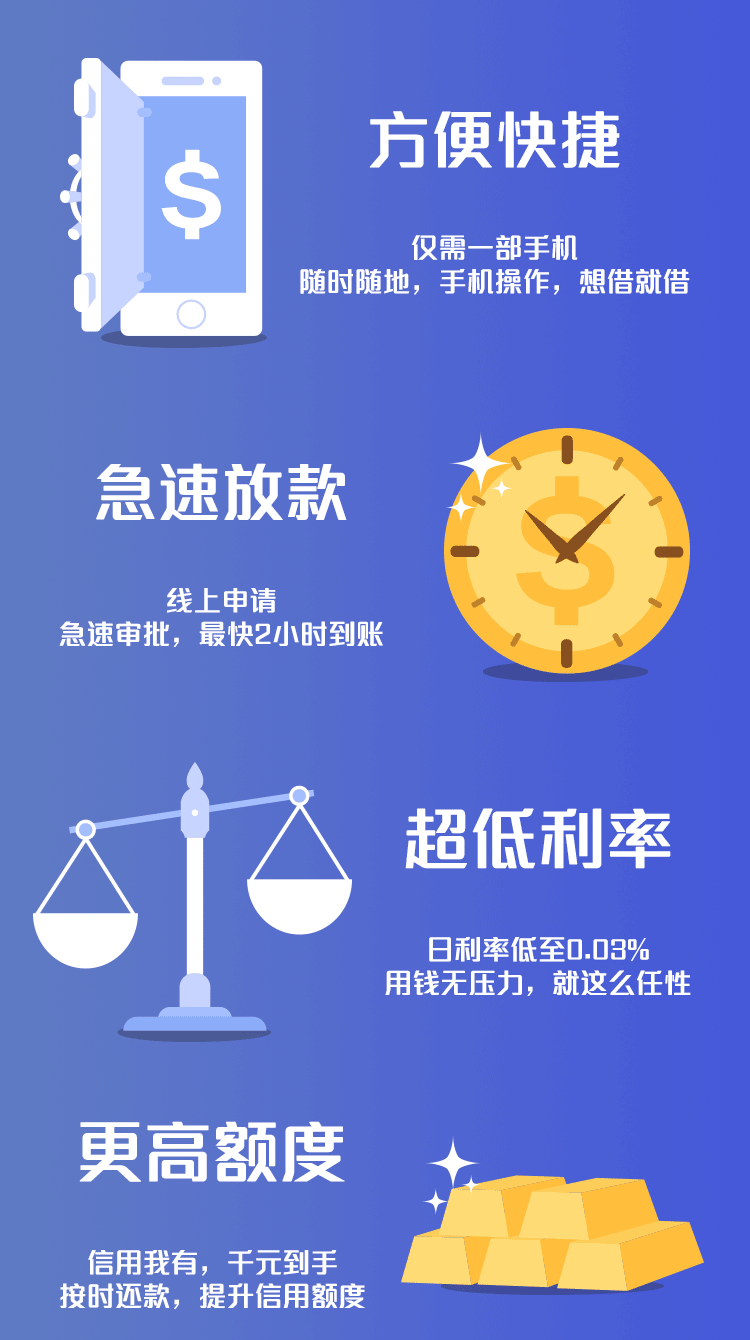 方便快捷
仅需一部手机
随时随地，手机操作，想借就借
急速放款
线上申请
急速审批，最快2小时到账
超低利率
日利率低至0.03%
用钱无压力，就这么任性
更高额度
信用我有，千元到手
按时还款，提升信用额度
$
$